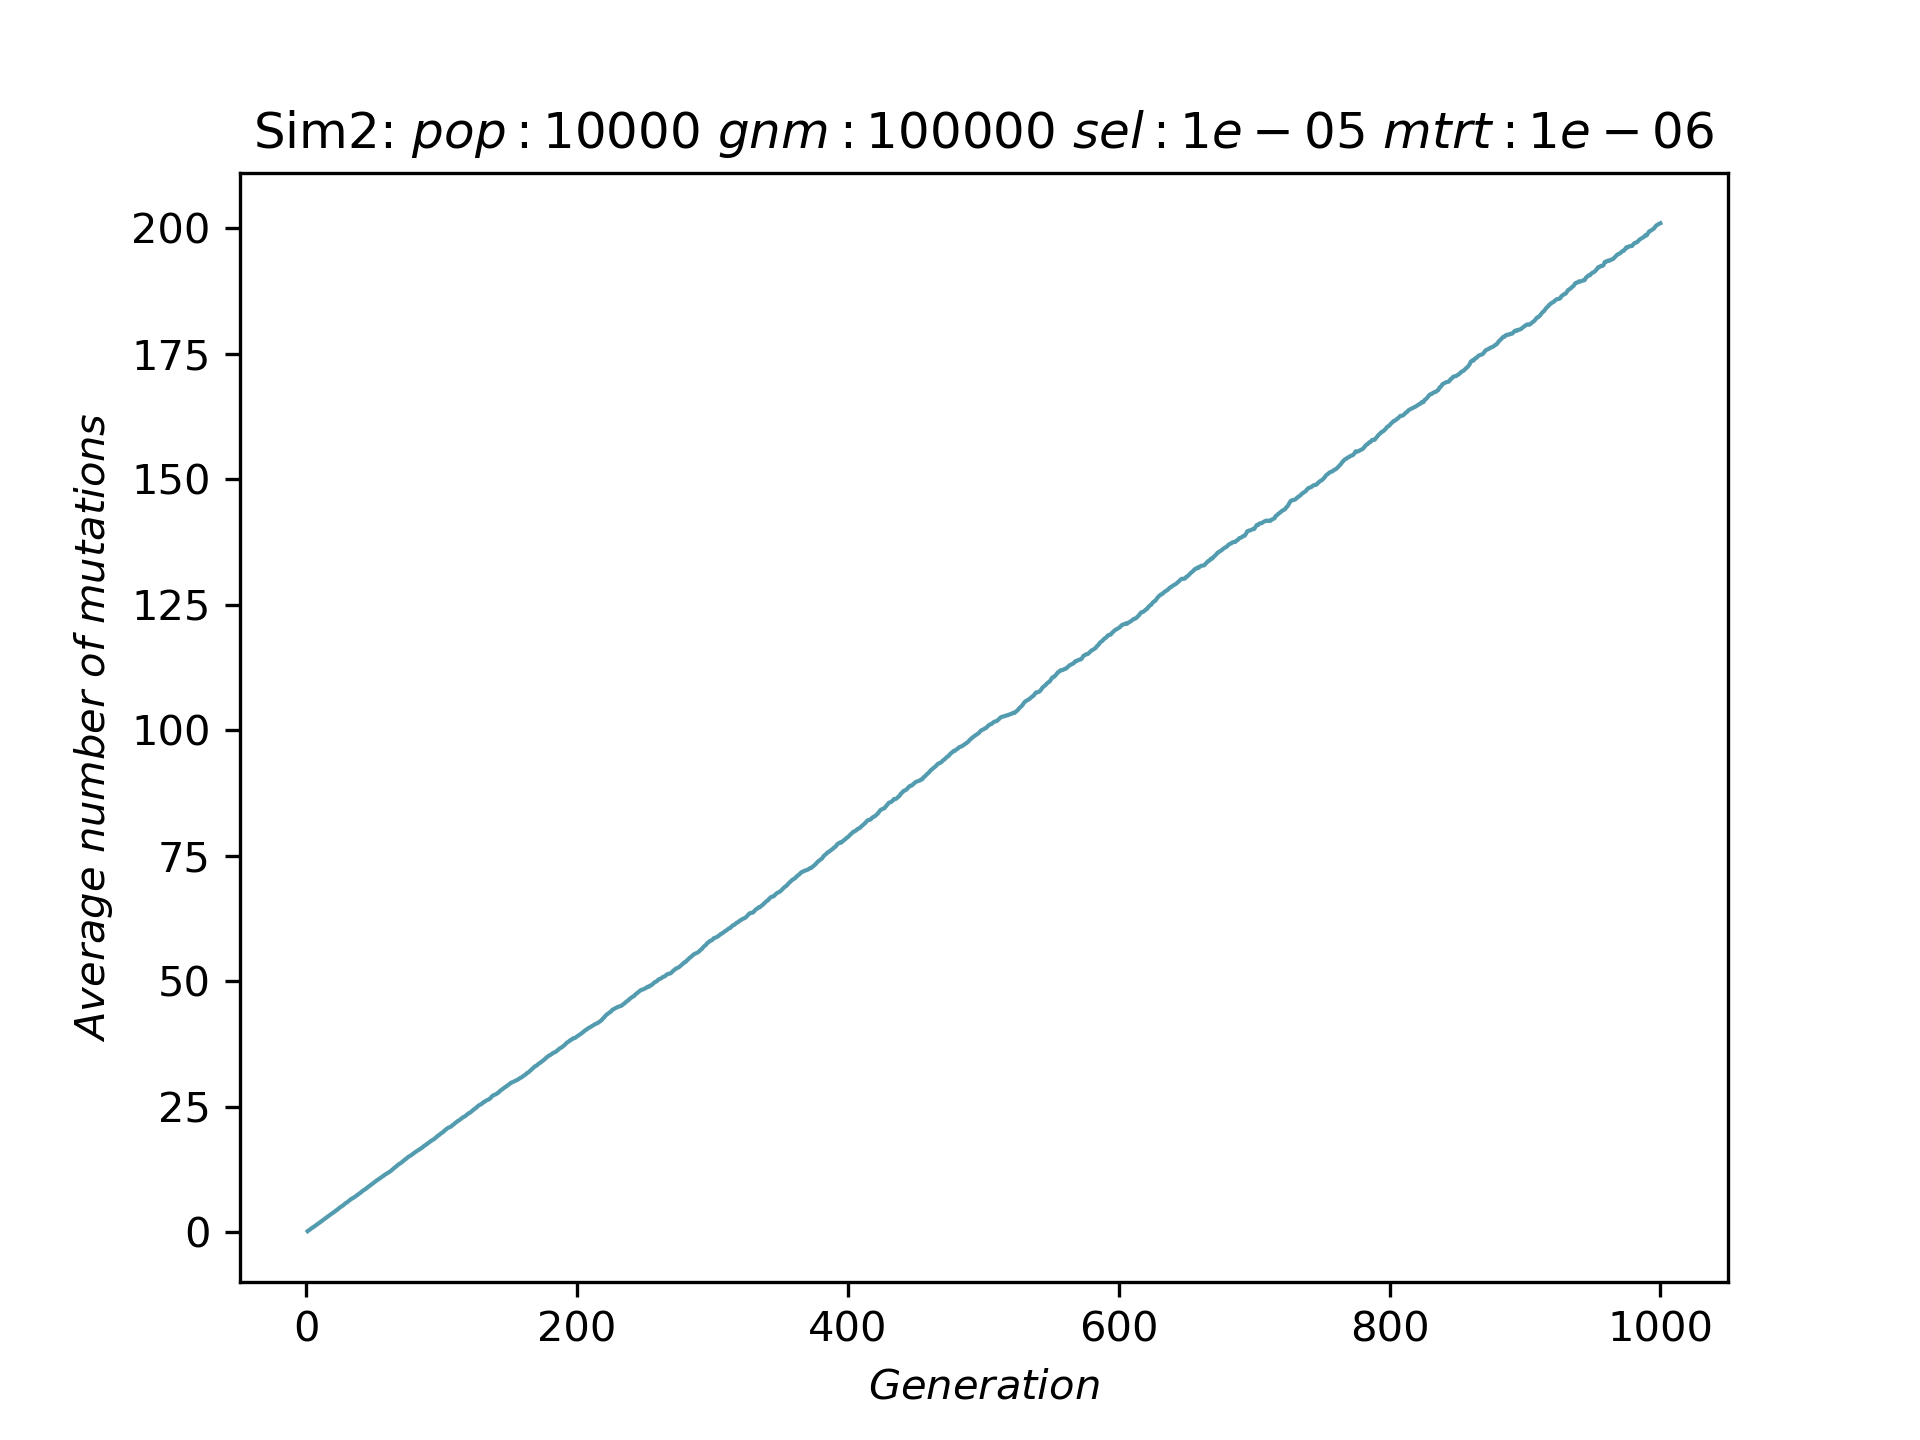 Sim2: pop : 10000 gnm : 100000 sel : 1e − 05 mtrt : 1e − 06
200
175
150
125
100
75
50
25
0
Average number of mutations
0 200 400 600 800 1000
Generation